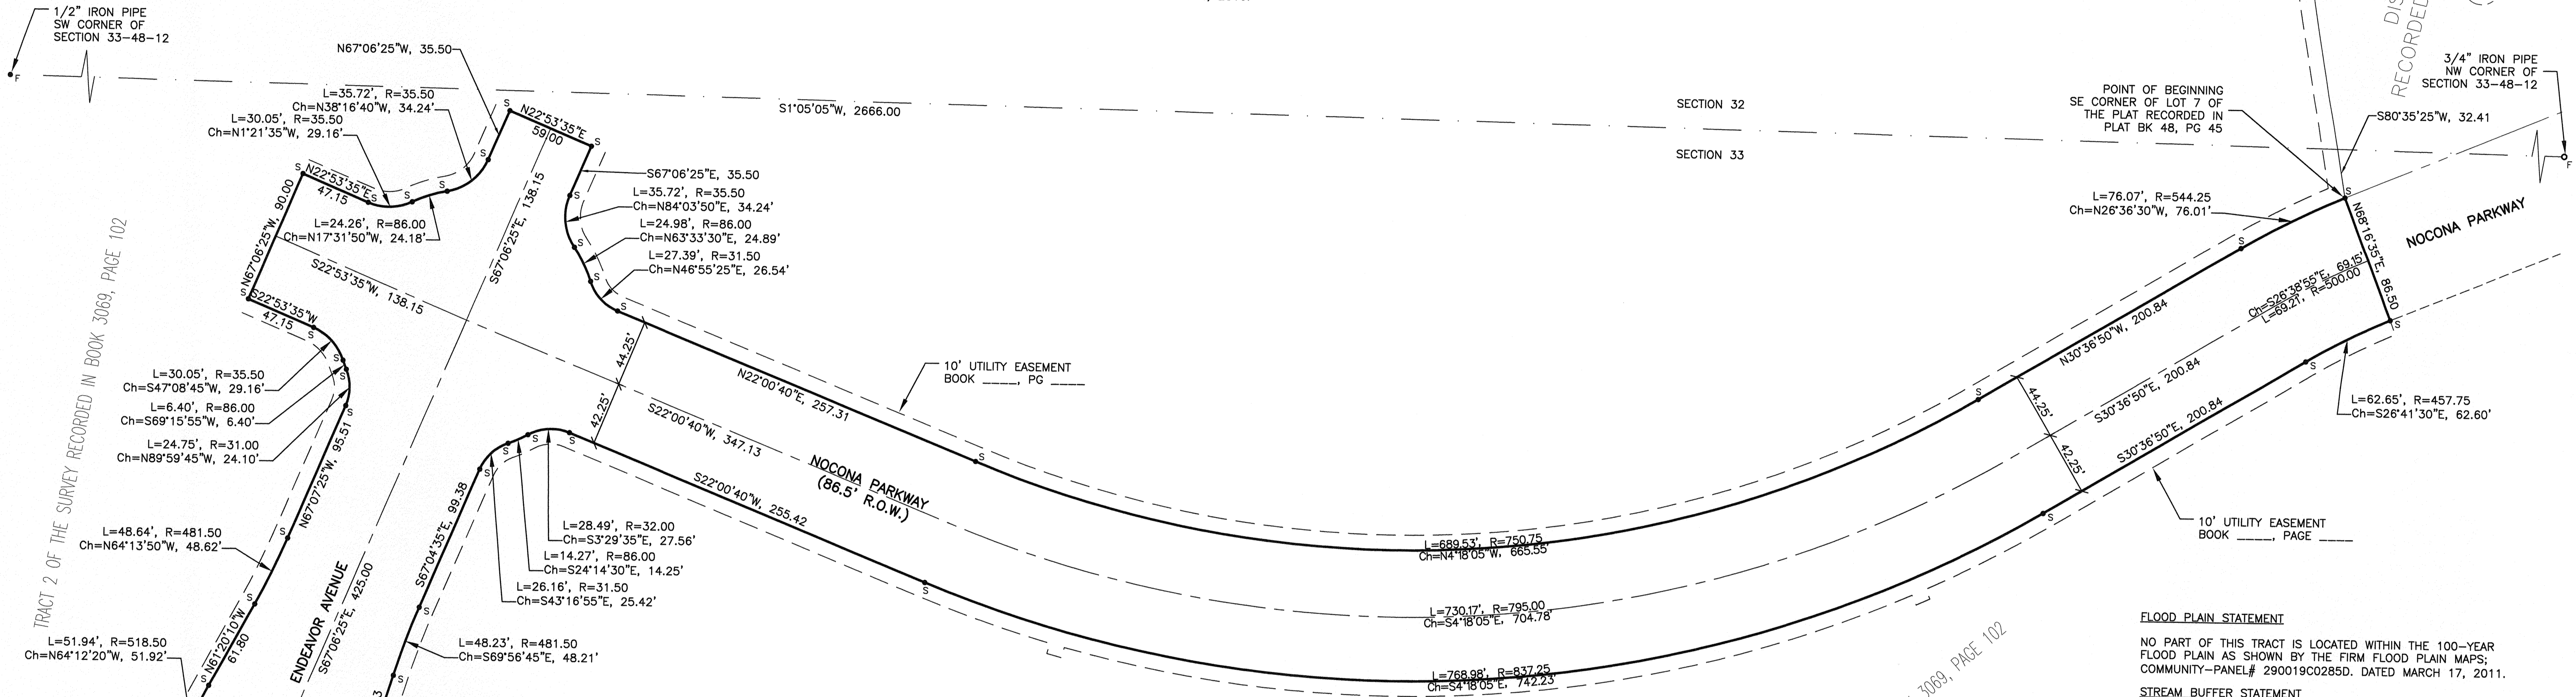 1/2" IRON PIPE
SW CORNER OF
SECTION 33-48-12
F
N67°06'25"W, 35.50
L=35.72', R=35.50
Ch=N38°16'40"W, 34.24'
L=30.05', R=35.50
Ch=N1°21'35"W, 29.16'
N22°53'35"E
59.00
S1°05'05"W, 2666.00
SECTION 32
SECTION 33
POINT OF BEGINNING
SE CORNER OF LOT 7 OF
THE PLAT RECORDED IN
PLAT BK 48, PG 45
RECORDED
3/4" IRON PIPE
NW CORNER OF
SECTION 33-48-12
F
S80°35'25"W, 32.41
N22°53'35"E
47.15
N67°06'25"W, 90.00
L=24.26', R=86.00
Ch=N17°31'50"W, 24.18'
S67°06'25"E, 138.15
S67°06'25"E, 35.50
L=35.72', R=35.50
Ch=N84°03'50"E, 34.24'
L=24.98', R=86.00
Ch=N63°33'30"E, 24.89'
L=27.39', R=31.50
Ch=N46°55'25"E, 26.54'
L=76.07', R=544.25
Ch=N26°36'30"W, 76.01'
N68°16'35"E, 86.50
NOCONA PARKWAY
S22°53'35"W, 138.15
S22°53'35"W
47.15
Ch=S26°38'55"E, 69.15'
L=69.21', R=500.00
N30°36'50"W, 200.84
S30°36'50"E, 200.84
S30°36'50"E, 200.84
44.25'
42.25'
L=62.65', R=457.75
Ch=S26°41'30"E, 62.60'
44.25'
42.25'
N22°00'40"E, 257.31
10' UTILITY EASEMENT
BOOK ____, PG ____
S22°00'40"W, 347.13
NOCONA PARKWAY
(86.5' R.O.W.)
S22°00'40"W, 255.42
L=30.05', R=35.50
Ch=S47°08'45"W, 29.16'
L=6.40', R=86.00
Ch=S69°15'55"W, 6.40'
L=24.75', R=31.00
Ch=N89°59'45"W, 24.10'
N67°07'25"W, 95.51
S67°04'35"E, 99.38
L=28.49', R=32.00
Ch=S3°29'35"E, 27.56'
L=14.27', R=86.00
Ch=S24°14'30"E, 14.25'
L=26.16', R=31.50
Ch=S43°16'55"E, 25.42'
L=48.64', R=481.50
Ch=N64°13'50"W, 48.62'
L=48.23', R=481.50
Ch=S69°56'45"E, 48.21'
L=51.94', R=518.50
Ch=N64°12'20"W, 51.92'
N61°20'10"W
61.80
ENDEAVOR AVENUE
S67°06'25"E, 425.00
TRACT 2 OF THE SURVEY RECORDED IN BOOK 3069, PAGE 102
L=689.53', R=750.75
Ch=N4°18'05"W, 665.55'
L=730.17', R=795.00
Ch=S4°18'05"E, 704.78'
L=768.98', R=837.25
Ch=S4°18'05"E, 742.23'
10' UTILITY EASEMENT
BOOK ____, PAGE ____
3069, PAGE 102
FLOOD PLAIN STATEMENT
NO PART OF THIS TRACT IS LOCATED WITHIN THE 100-YEAR
FLOOD PLAIN AS SHOWN BY THE FIRM FLOOD PLAIN MAPS;
COMMUNITY-PANEL# 290019C0285D. DATED MARCH 17, 2011.
STREAM BUFFER STATEMENT